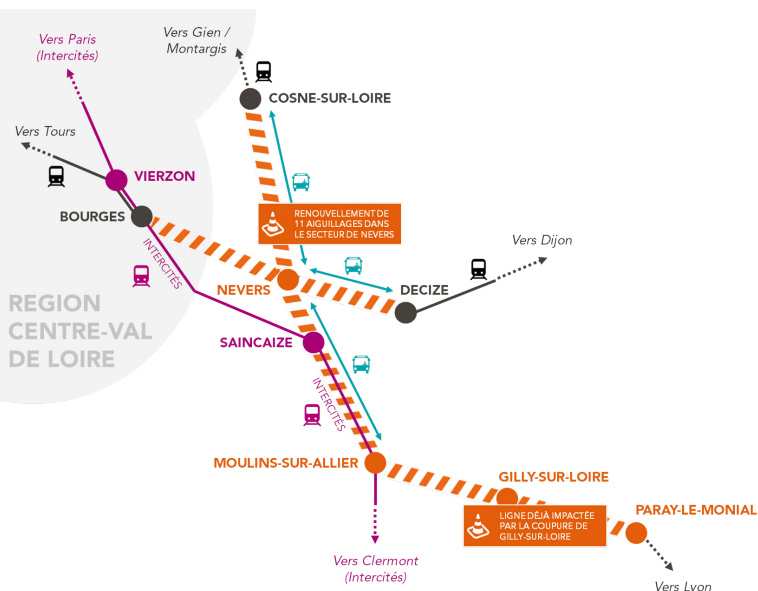 Vers Paris
(Intercités)
Vers Gien /
Montargis
COSNE-SUR-LOIRE
Vers Tours
VIERZON
BOURGES
RENOUVELLEMENT DE
11 AIGUILLAGES DANS
LE SECTEUR DE NEVERS
INTERCITÉS
Vers Dijon
NEVERS
DECIZE
REGION
CENTRE-VAL
DE LOIRE
SAINCAIZE
INTERCITÉS
MOULINS-SUR-ALLIER
GILLY-SUR-LOIRE
PARAY-LE-MONIAL
LIGNE DÉJÀ IMPACTÉE
PAR LA COUPURE DE
GILLY-SUR-LOIRE
Vers Clermont
(Intercités)
Vers Lyon